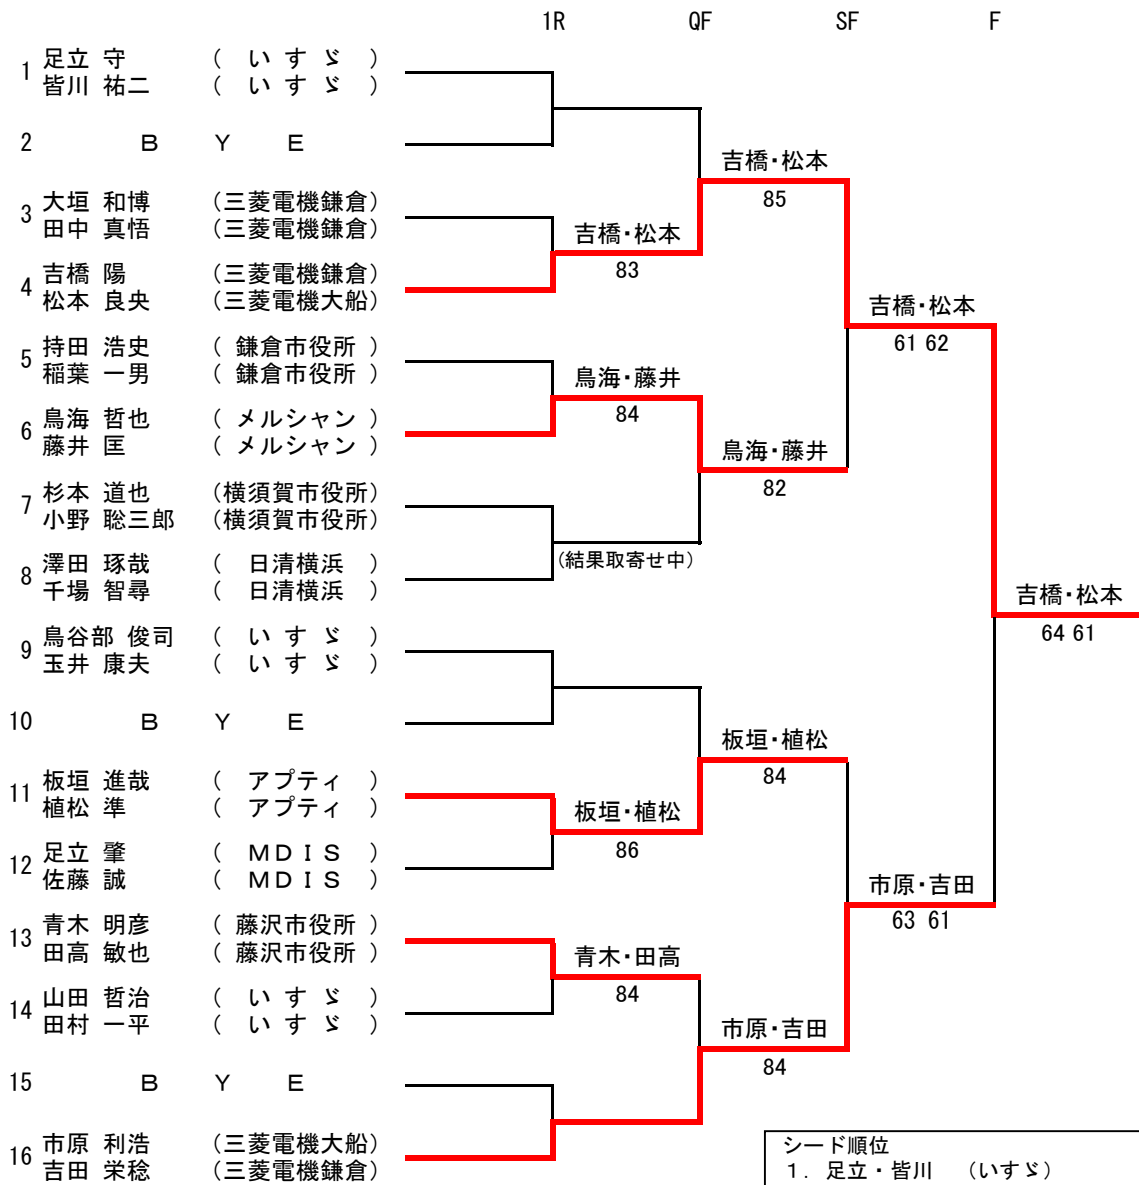 1R QF SF F
1 足立 守 ( い す ゞ )
皆川 祐二 ( い す ゞ )
2 Ｂ Ｙ Ｅ
吉橋・松本
85
3 大垣 和博 (三菱電機鎌倉)
田中 真悟 (三菱電機鎌倉)
吉橋・松本
83
4 吉橋 陽 (三菱電機鎌倉)
松本 良央 (三菱電機大船)
吉橋・松本
61 62
5 持田 浩史 ( 鎌倉市役所 )
稲葉 一男 ( 鎌倉市役所 )
鳥海・藤井
84
6 鳥海 哲也 ( メルシャン )
藤井 匡 ( メルシャン )
鳥海・藤井
82
7 杉本 道也 (横須賀市役所)
小野 聡三郎 (横須賀市役所)
(結果取寄せ中)
8 澤田 琢哉 ( 日清横浜 )
千場 智尋 ( 日清横浜 )
吉橋・松本
64 61
9 鳥谷部 俊司 ( い す ゞ )
玉井 康夫 ( い す ゞ )
10 Ｂ Ｙ Ｅ
板垣・植松
84
11 板垣 進哉 ( アプティ )
植松 準 ( アプティ )
板垣・植松
86
12 足立 肇 ( ＭＤＩＳ )
佐藤 誠 ( ＭＤＩＳ )
市原・吉田
63 61
13 青木 明彦 ( 藤沢市役所 )
田高 敏也 ( 藤沢市役所 )
青木・田高
84
14 山田 哲治 ( い す ゞ )
田村 一平 ( い す ゞ )
市原・吉田
84
15 Ｂ Ｙ Ｅ
16 市原 利浩 (三菱電機大船)
吉田 栄稔 (三菱電機鎌倉)
シード順位
１．足立・皆川 （いすゞ）